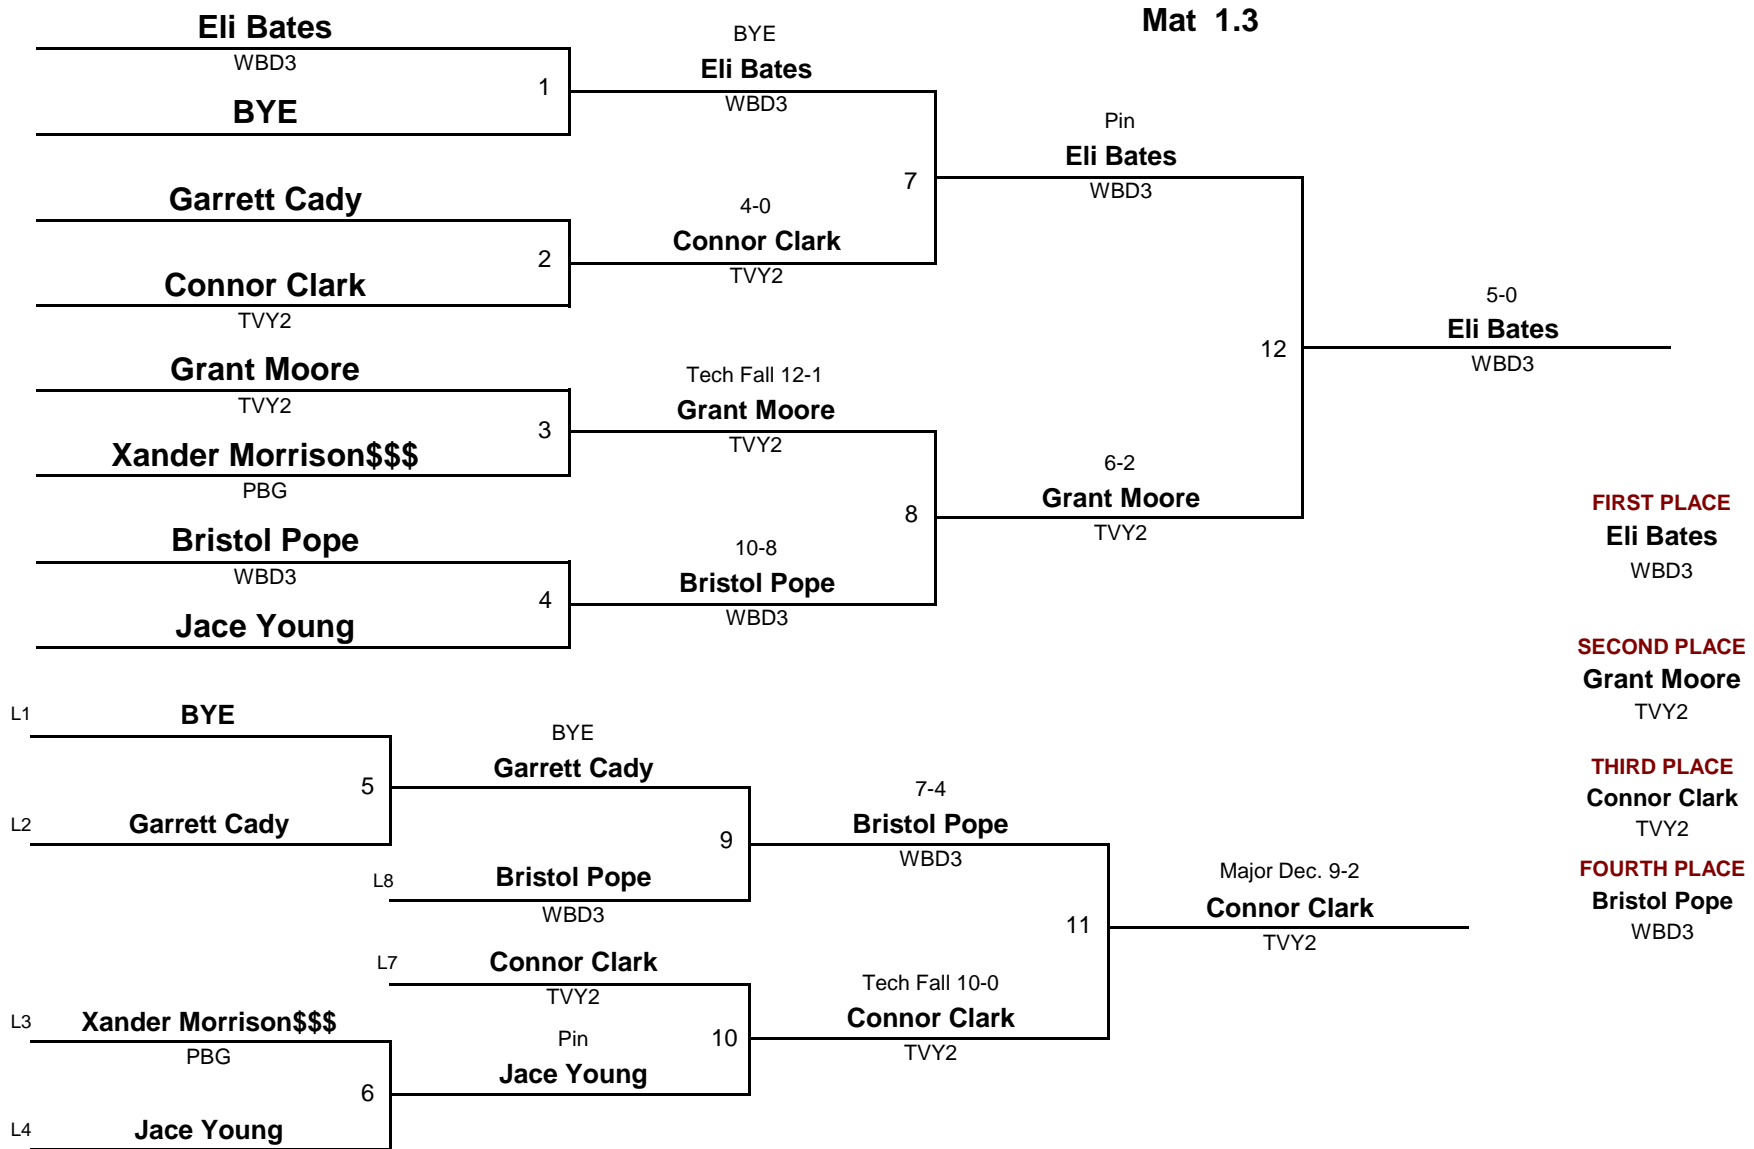 Mat 1.3
Eli Bates
WBD3
1
BYE
BYE
Eli Bates
WBD3
Garrett Cady
2
Connor Clark
TVY2
4-0
Connor Clark
TVY2
7
Pin
Eli Bates
WBD3
Grant Moore
TVY2
3
Xander Morrison$$$
PBG
Tech Fall 12-1
Grant Moore
TVY2
Bristol Pope
WBD3
4
Jace Young
10-8
Bristol Pope
WBD3
8
6-2
Grant Moore
TVY2
12
5-0
Eli Bates
WBD3
FIRST PLACE
Eli Bates
WBD3
SECOND PLACE
Grant Moore
TVY2
THIRD PLACE
Connor Clark
TVY2
FOURTH PLACE
Bristol Pope
WBD3
L1
BYE
5
L2
Garrett Cady
BYE
Garrett Cady
9
L8
Bristol Pope
WBD3
7-4
Bristol Pope
WBD3
L7
Connor Clark
TVY2
10
L3
Xander Morrison$$$
PBG
6
L4
Jace Young
Pin
Jace Young
Tech Fall 10-0
Connor Clark
TVY2
11
Major Dec. 9-2
Connor Clark
TVY2